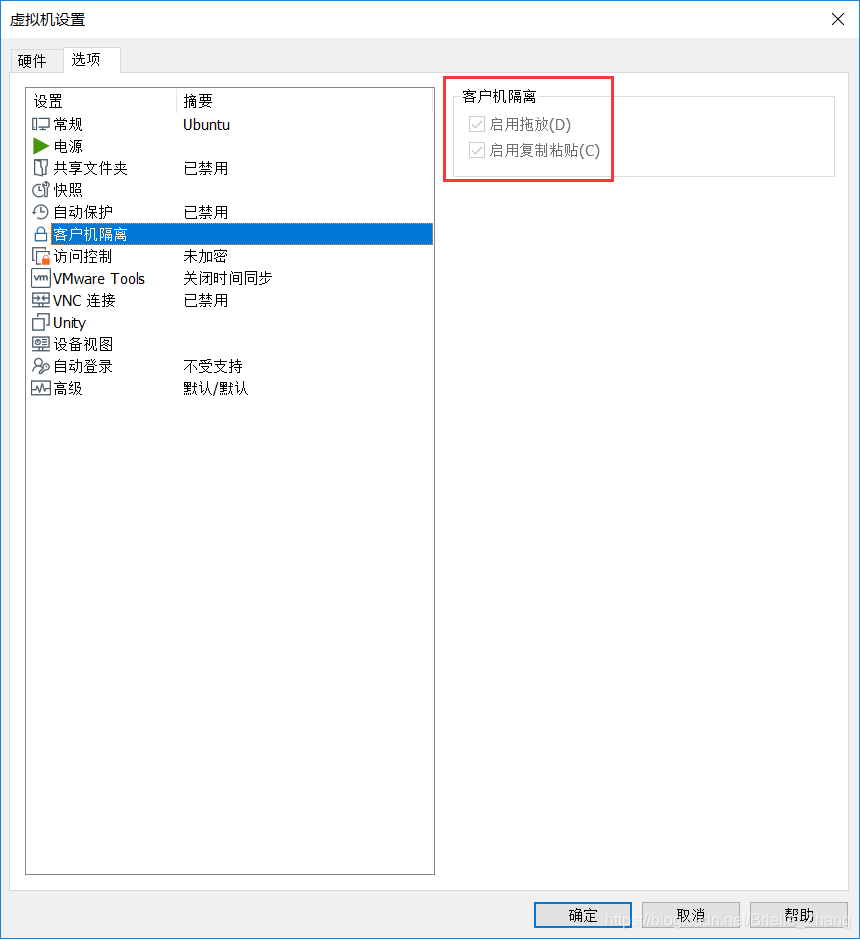 虚拟机设置
硬件 选项
设置 摘要
常规 Ubuntu
电源
共享文件夹 已禁用
快照
自动保护 已禁用
客户机隔离
访问控制 未加密
vm VMware Tools 关闭时间同步
VNC 连接 已禁用
Unity
设备视图
自动登录 不受支持
高级 默认/默认
客户机隔离
启用拖放(D)
启用复制粘贴(C)
确定 取消 帮助